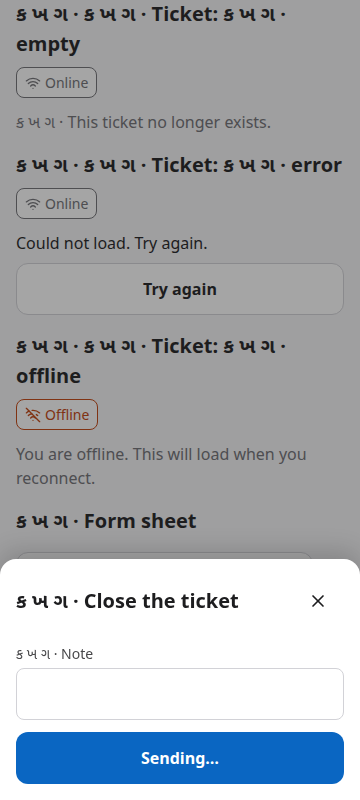 ક ખ ગ · ક ખ ગ · Ticket: ક ખ ગ ·
empty
Online
ક ખ ગ · This ticket no longer exists.
ક ખ ગ · ક ખ ગ · Ticket: ક ખ ગ · error
Online
Could not load. Try again.
Try again
ક ખ ગ · ક ખ ગ · Ticket: ક ખ ગ ·
offline
Offline
You are offline. This will load when you
reconnect.
ક ખ ગ · Form sheet
ક ખ ગ · Close the ticket
ક ખ ગ · Note
Sending…